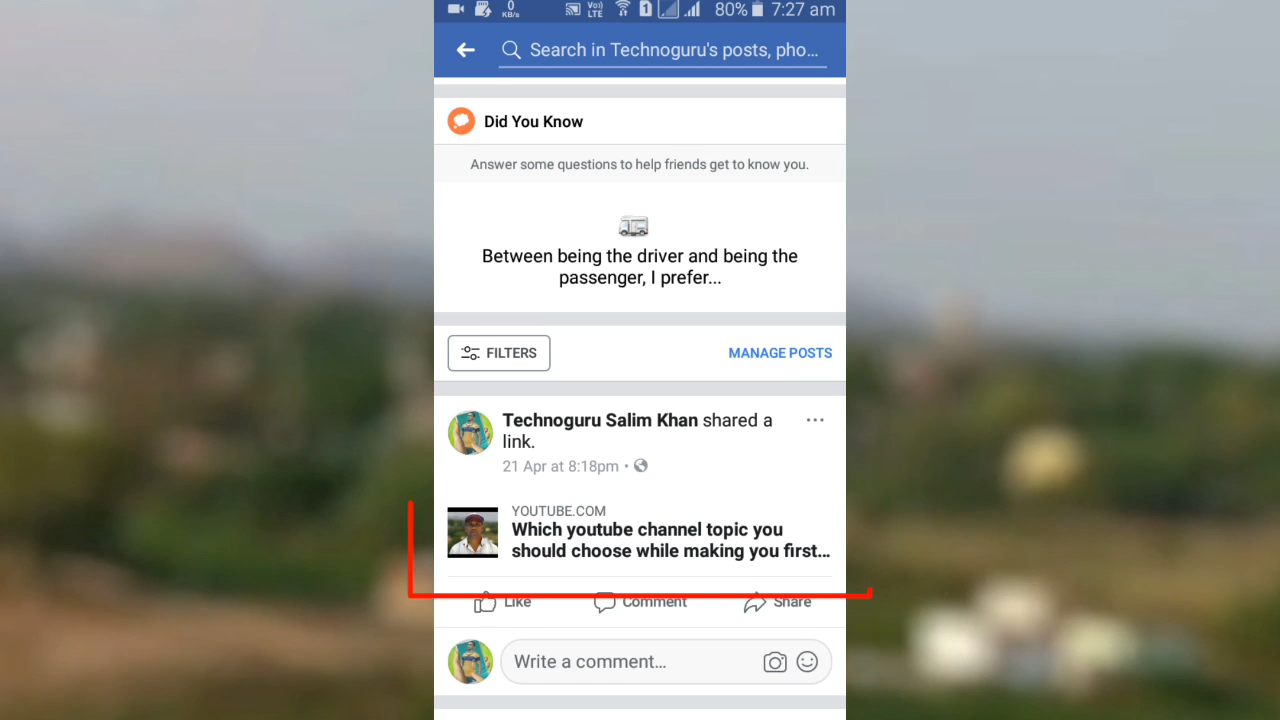 0
KB/s
Vo))
LTE
1
80%
7:27 am
Search in Technoguru's posts, pho...
Did You Know
Answer some questions to help friends get to know you.
Between being the driver and being the
passenger, I prefer...
FILTERS
MANAGE POSTS
Technoguru Salim Khan shared a
link.
21 Apr at 8:18pm •
YOUTUBE.COM
Which youtube channel topic you
should choose while making you first...
Like
Comment
Share
Write a comment...